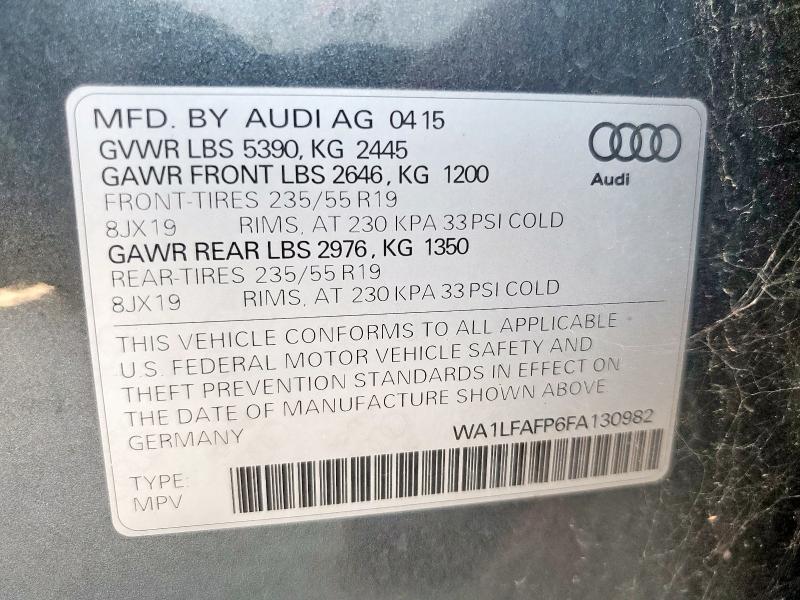 MFD. BY AUDI AG 0415
GVWR LBS 5390, KG 2445
GAWR FRONT LBS 2646, KG 1200
FRONT-TIRES 235/55 R19
8JX19 RIMS, AT 230 KPA 33 PSI COLD
GAWR REAR LBS 2976, KG 1350
REAR-TIRES 235/55 R19
8JX19 RIMS, AT 230 KPA 33 PSI COLD
Audi
THIS VEHICLE CONFORMS TO ALL APPLICABLE
U.S. FEDERAL MOTOR VEHICLE SAFETY AND
THEFT PREVENTION STANDARDS IN EFFECT ON
THE DATE OF MANUFACTURE SHOWN ABOVE
GERMANY WA1LFAFP6FA130982
TYPE:
MPV